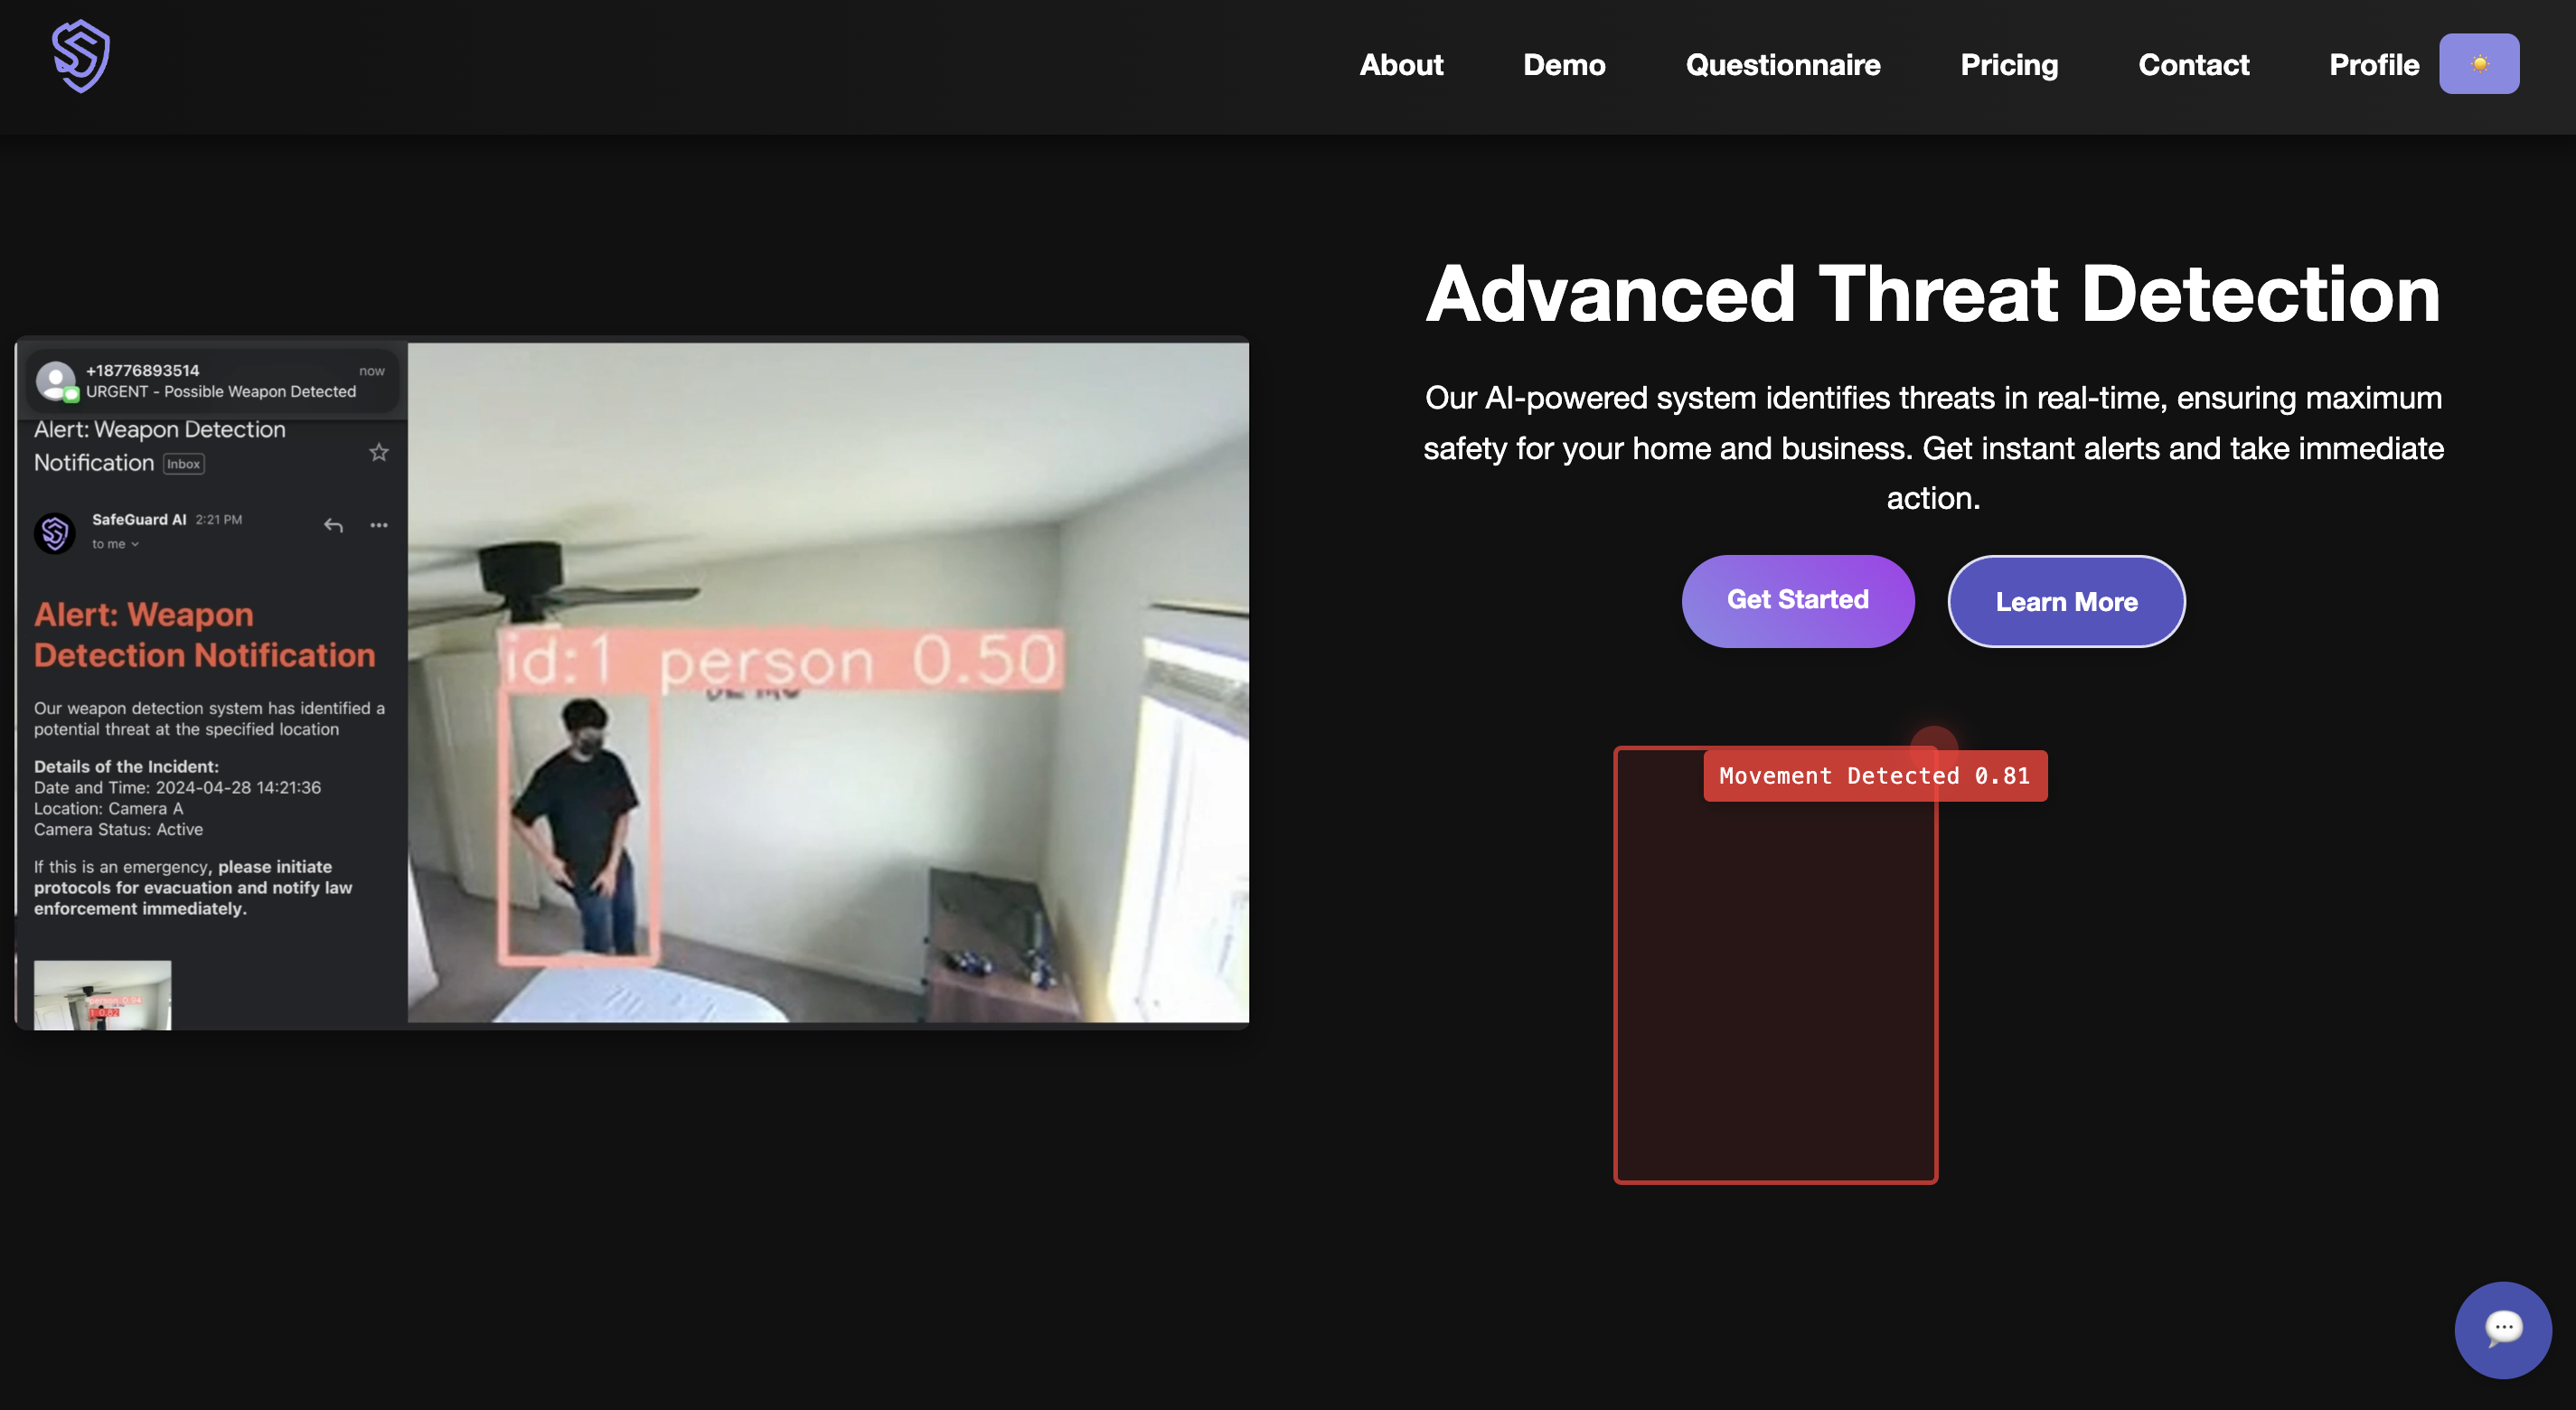 About
Demo
Questionnaire
Pricing
Contact
Profile
+18776893514
now
URGENT - Possible Weapon Detected
Alert: Weapon Detection
Notification Inbox
SafeGuard AI 2:21 PM
to me
Alert: Weapon
Detection Notification
Our weapon detection system has identified a
potential threat at the specified location
Details of the Incident:
Date and Time: 2024-04-28 14:21:36
Location: Camera A
Camera Status: Active
If this is an emergency, please initiate
protocols for evacuation and notify law
enforcement immediately.
person 0.94
id:1 person 0.50
Advanced Threat Detection
Our AI-powered system identifies threats in real-time, ensuring maximum
safety for your home and business. Get instant alerts and take immediate
action.
Get Started
Learn More
Movement Detected 0.81